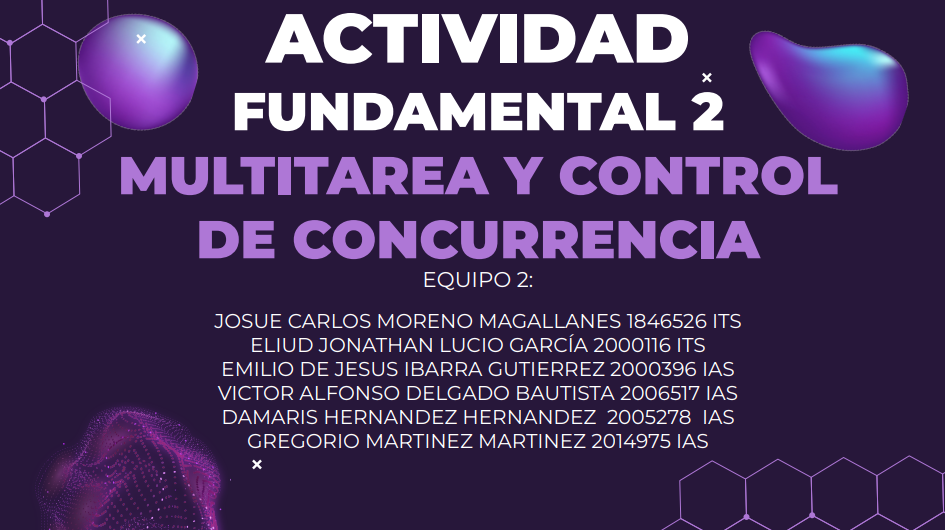 ACTIVIDAD
FUNDAMENTAL 2
MULTITAREA Y CONTROL
DE CONCURRENCIA
EQUIPO 2:
JOSUE CARLOS MORENO MAGALLANES 1846526 ITS
ELIUD JONATHAN LUCIO GARCÍA 2000116 ITS
EMILIO DE JESUS IBARRA GUTIERREZ 2000396 IAS
VICTOR ALFONSO DELGADO BAUTISTA 2006517 IAS
DAMARIS HERNANDEZ HERNANDEZ 2005278 IAS
GREGORIO MARTINEZ MARTINEZ 2014975 IAS